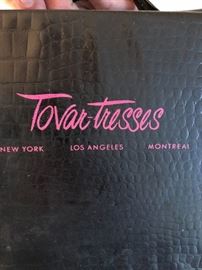 Tovar-tresses
NEW YORK LOS ANGELES MONTREAL